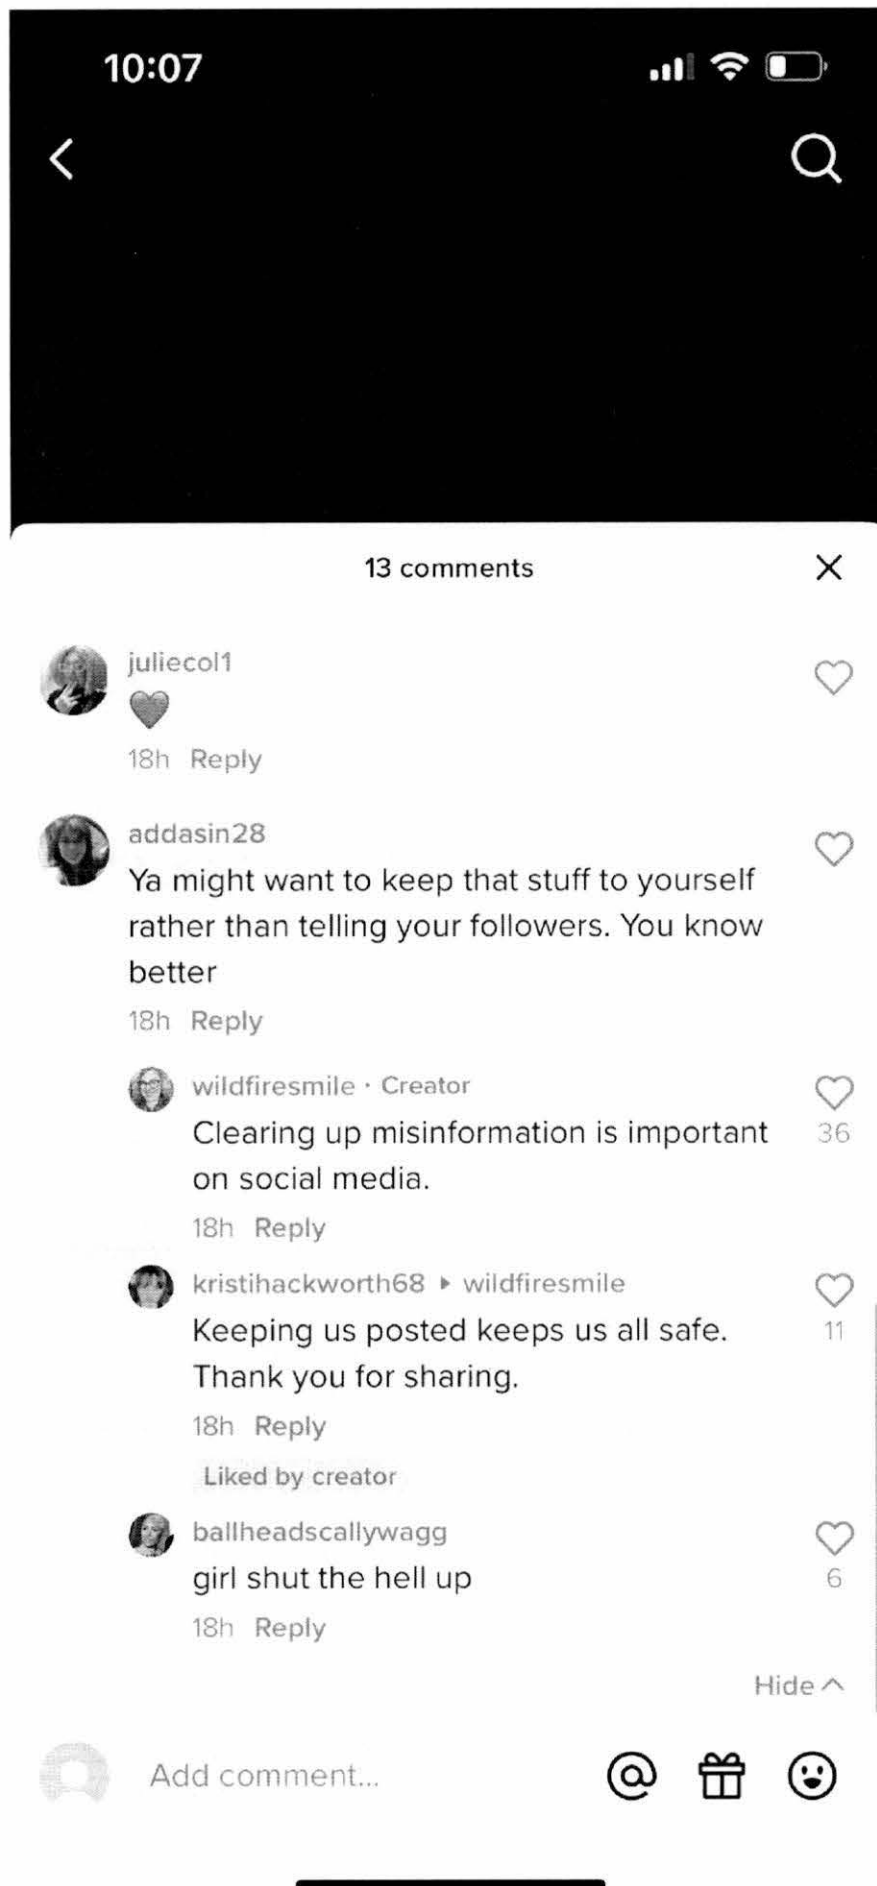 10:07
13 comments
juliecol1
18h Reply
addasin28
Ya might want to keep that stuff to yourself
rather than telling your followers. You know
better
18h Reply
wildfiresmile · Creator
Clearing up misinformation is important
on social media.
36
18h Reply
kristihackworth68 ▸ wildfiresmile
Keeping us posted keeps us all safe.
11
Thank you for sharing.
18h Reply
Liked by creator
ballheadscallywagg
girl shut the hell up
6
18h Reply
Hide
Add comment...